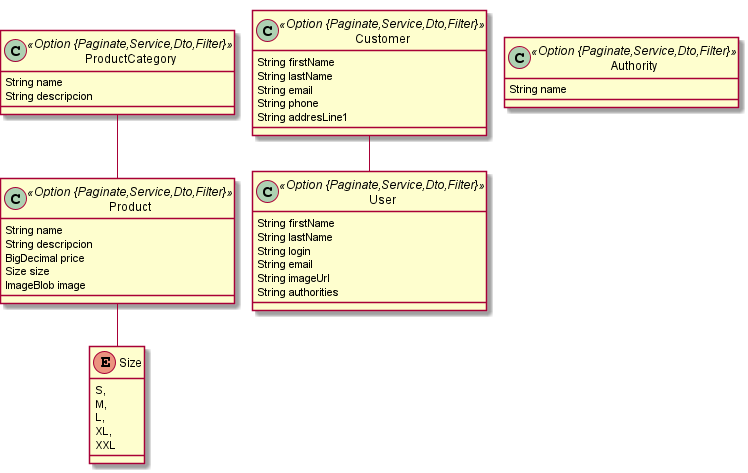 C «Option {Paginate,Service,Dto,Filter}»
ProductCategory
String name
String descripcion
C «Option {Paginate,Service,Dto,Filter}»
Customer
String firstName
String lastName
String email
String phone
String addresLine1
C «Option {Paginate,Service,Dto,Filter}»
Authority
String name
C «Option {Paginate,Service,Dto,Filter}»
Product
String name
String descripcion
BigDecimal price
Size size
ImageBlob image
C «Option {Paginate,Service,Dto,Filter}»
User
String firstName
String lastName
String login
String email
String imageUrl
String authorities
E Size
S,
M,
L,
XL,
XXL